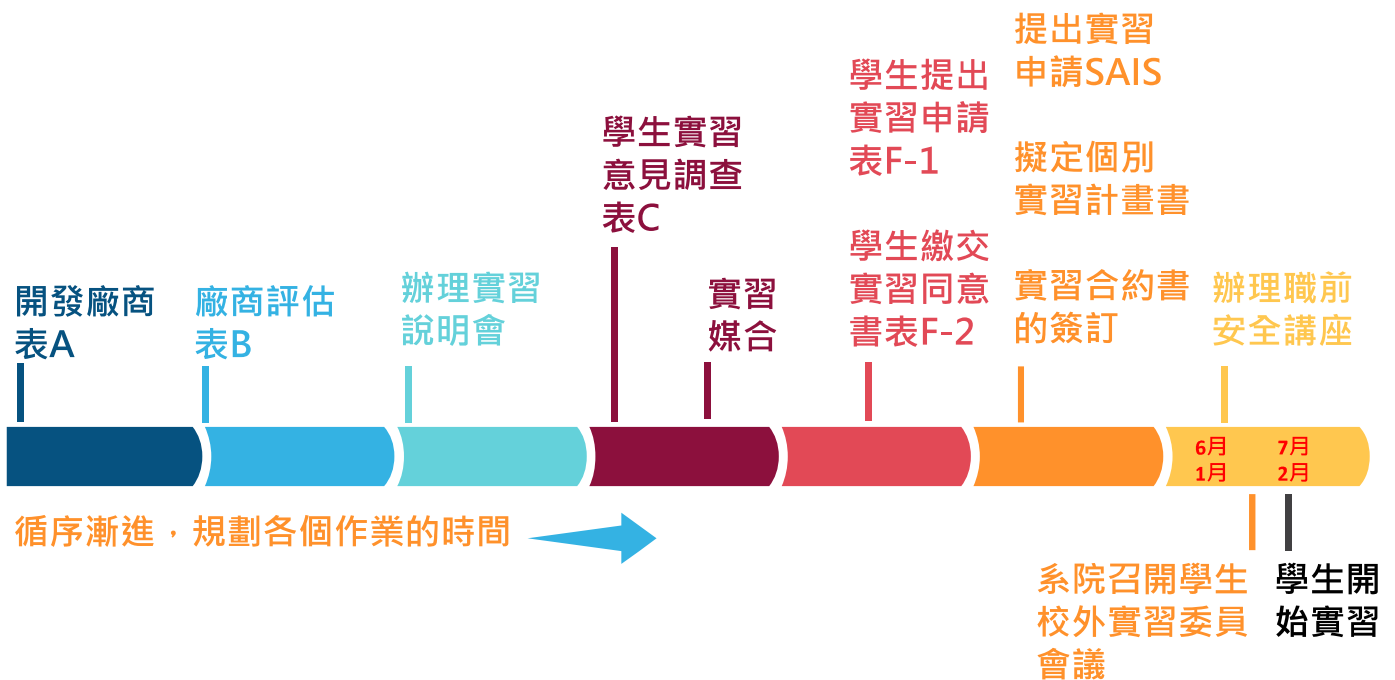 開發廠商
表A
廠商評估
表B
辦理實習
說明會
學生實習
意見調查
表C
實習
媒合
學生提出
實習申請
表F-1
學生繳交
實習同意
書表F-2
提出實習
申請SAIS
擬定個別
實習計畫書
實習合約書
的簽訂
辦理職前
安全講座
6月
1月
7月
2月
循序漸進，規劃各個作業的時間
系院召開學生
校外實習委員
會議
學生開
始實習